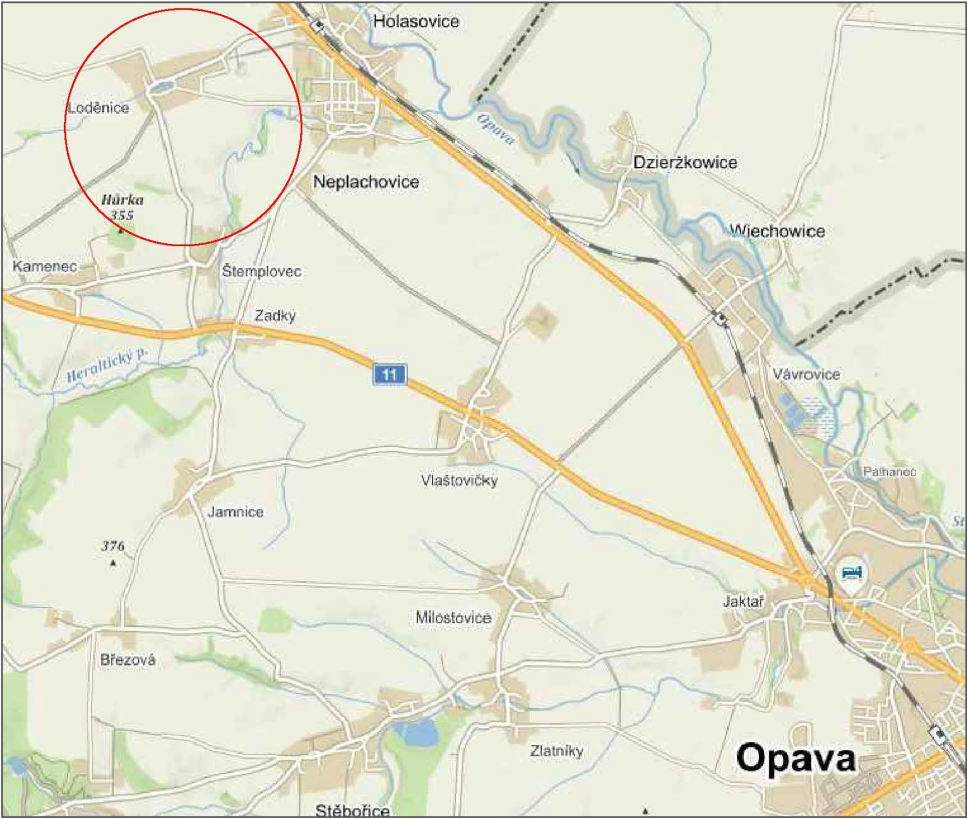 Holasovice
Loděnice
Opava
Dzierżkowice
Neplachovice
Hůrka
355
Wiechowice
Kamenec
Štemplovec
Zadky
Heraltický p.
11
Vávrovice
Vlaštovičky
Palhanec
Jamnice
376
Jaktař
Milostovice
Březová
Zlatníky
Opava
Stěbořice